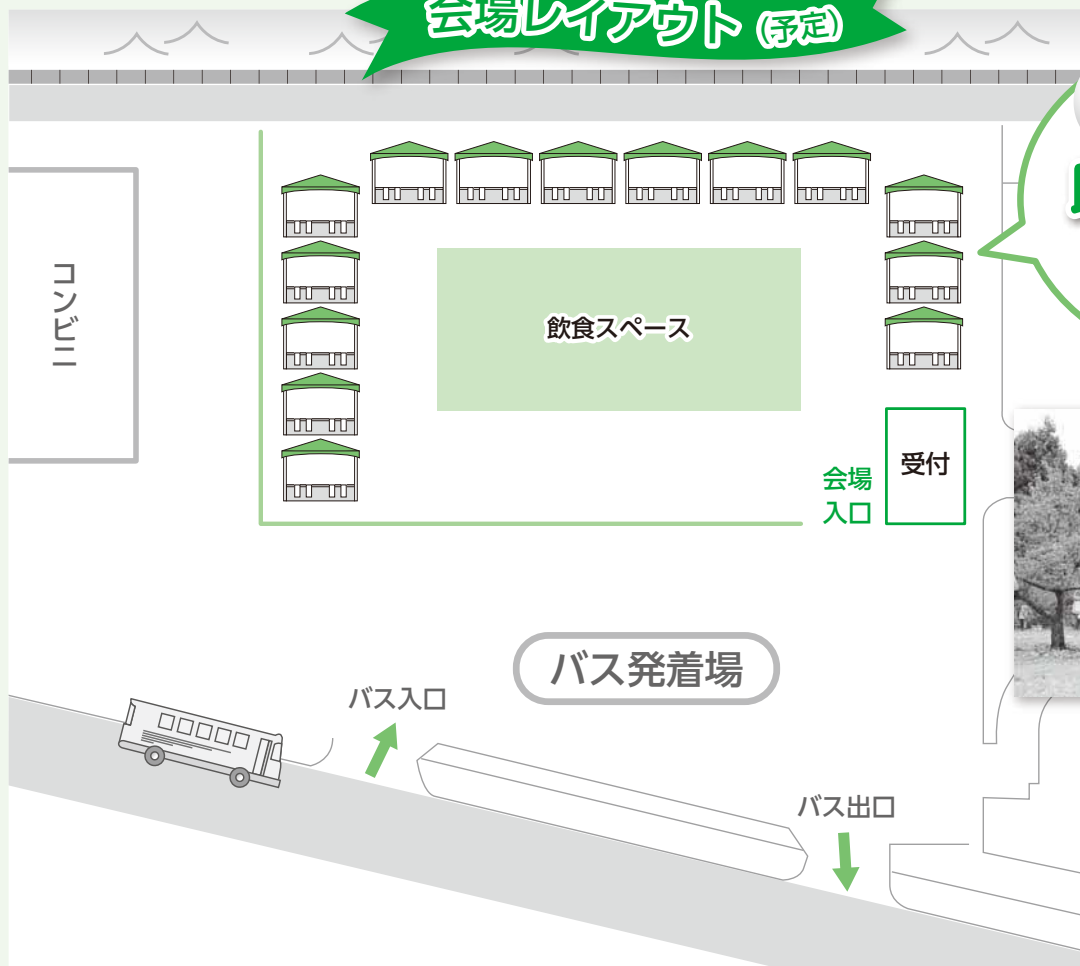 会場レイアウト（予定）
コンビニ
飲食スペース
会場
入口
受付
バス発着場
バス入口
バス出口